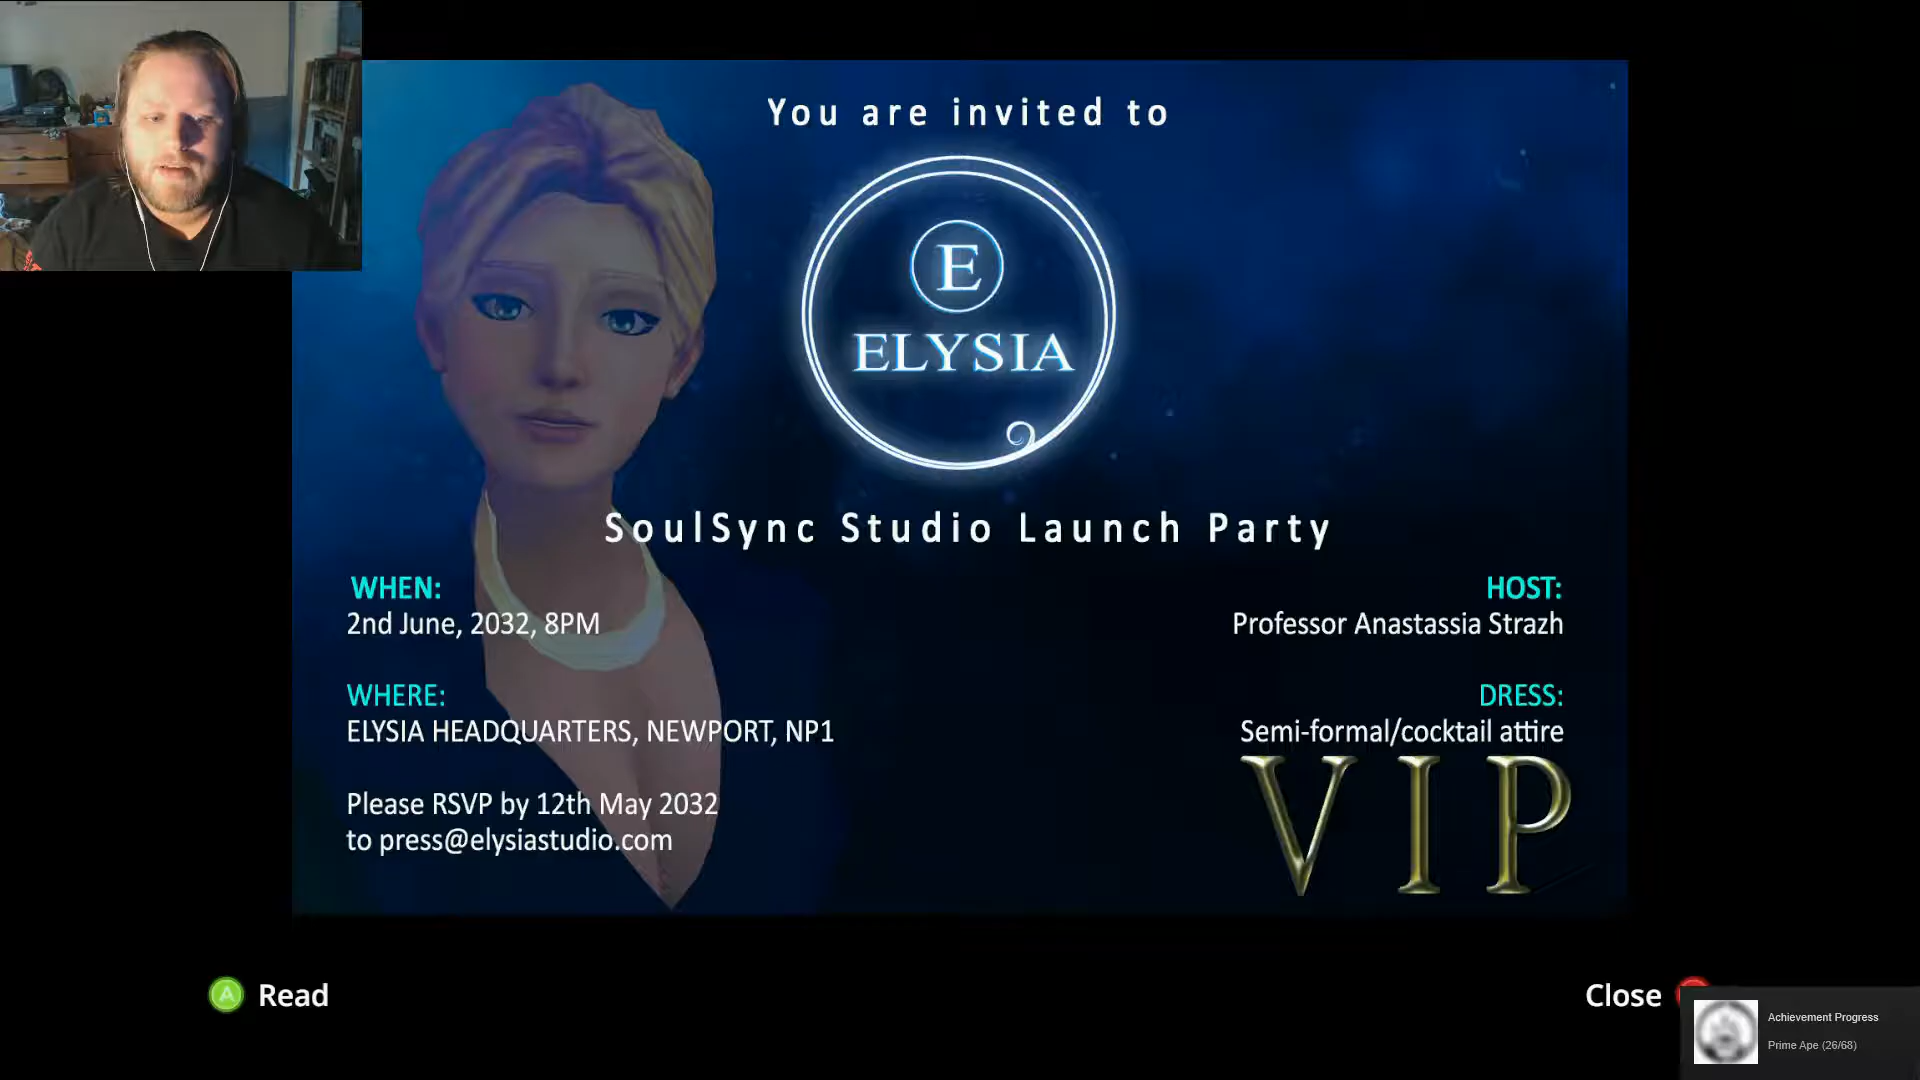 You are invited to
E
ELYSIA
SoulSync Studio Launch Party
WHEN:
2nd June, 2032, 8PM
WHERE:
ELYSIA HEADQUARTERS, NEWPORT, NP1
Please RSVP by 12th May 2032
to press@elysiastudio.com
HOST:
Professor Anastassia Strazh
DRESS:
Semi-formal/cocktail attire
VIP
A Read
Close
Achievement Progress
Prime Ape (26/68)